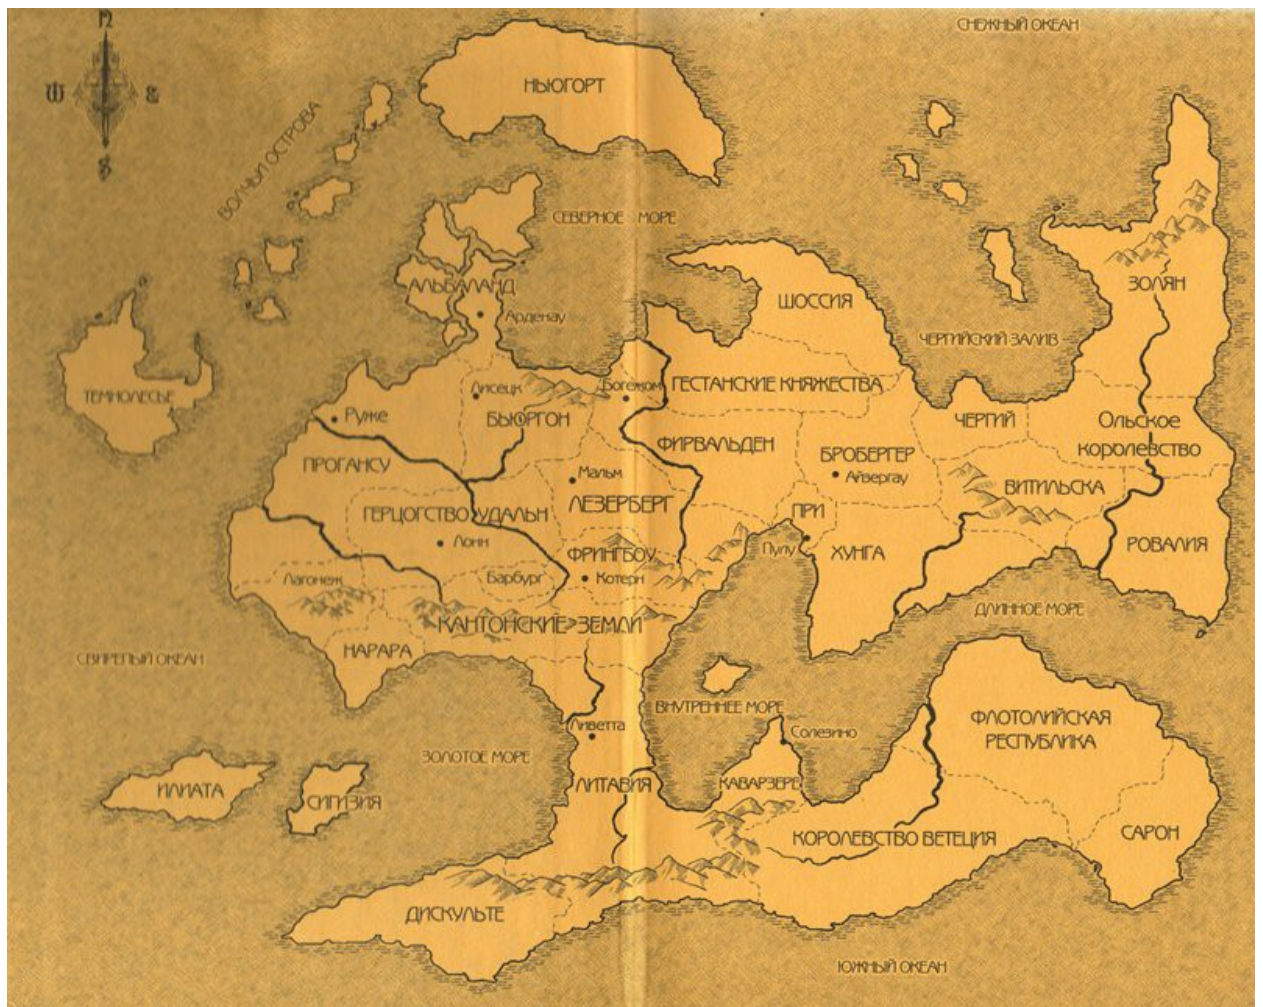 N
W
E
S
СНЕЖНЫЙ ОКЕАН
НЬЮГОРТ
ВОЛЧЬИ ОСТРОВА
СЕВЕРНОЕ МОРЕ
АЛЬБАЛАНД
Арденау
ШОССИЯ
ЗОЛЯН
ЧЕРГИЙСКИЙ ЗАЛИВ
ТЕМНОЛЕСЬЕ
Лисецк
Богежом
ГЕСТАНСКИЕ КНЯЖЕСТВА
Руже
БЬЮРГОН
ФИРВАЛЬДЕН
ЧЕРГИЙ
Ольское
королевство
ПРОГАНСУ
Мальм
БРОБЕРГЕР
Айзвергау
ВИТИЛЬСКА
ГЕРЦОГСТВО УДАЛЬН
ЛЕЗЕРБЕРГ
ПРИ
Лонн
ФРИНГБОУ
Пулу
ХУНГА
РОВАЛИЯ
Лагонеж
Барбург
Котерн
КАНТОНСКИЕ ЗЕМЛИ
ДЛИННОЕ МОРЕ
НАРАРА
СВИРЕПЫЙ ОКЕАН
ВНУТРЕННЕЕ МОРЕ
Ливетта
Солезино
ФЛОТОЛИЙСКАЯ
РЕСПУБЛИКА
ЗОЛОТОЕ МОРЕ
ИЛИАТА
СИГИЗИЯ
ЛИТАВИЯ
КАВАРЗЕРЕ
КОРОЛЕВСТВО ВЕТЕЦИЯ
САРОН
ДИСКУЛЬТЕ
ЮЖНЫЙ ОКЕАН